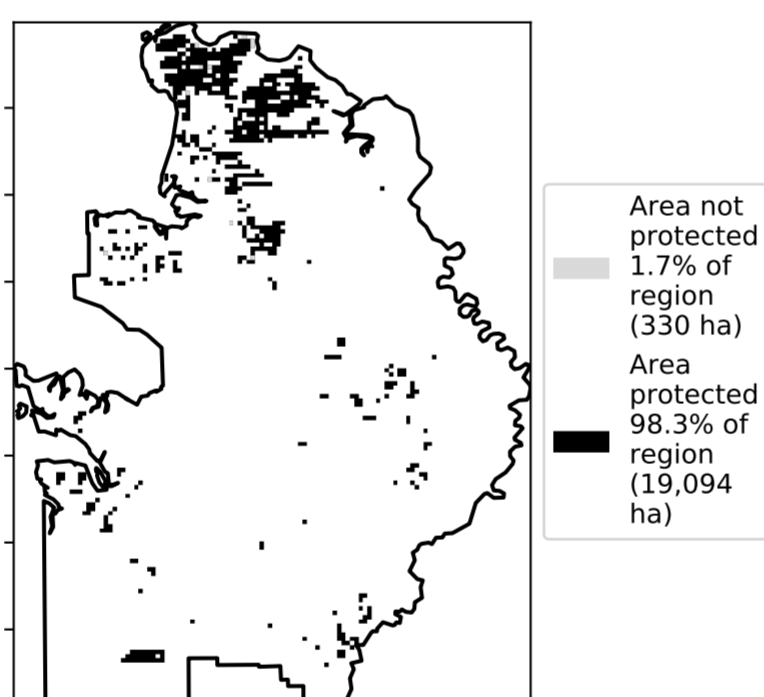 Area not
protected
1.7% of
region
(330 ha)
Area
protected
98.3% of
region
(19,094
ha)